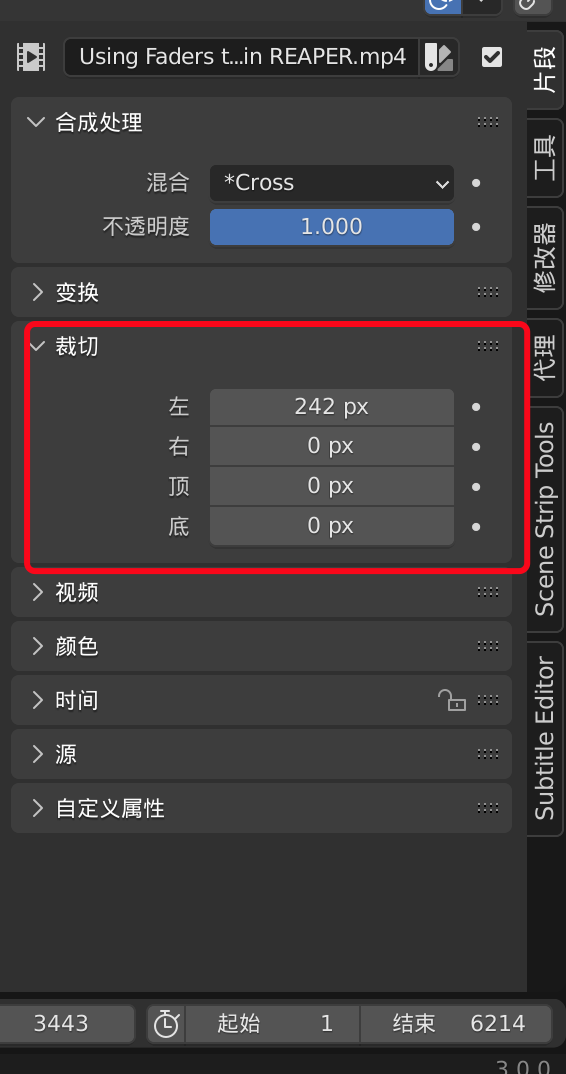 Using Faders t...in REAPER.mp4
合成处理
混合 *Cross
不透明度 1.000
变换
裁切
左 242 px
右 0 px
顶 0 px
底 0 px
视频
颜色
时间
源
自定义属性
片段
工具
修改器
代理
Scene Strip Tools
Subtitle Editor
3443 起始 1 结束 6214
3.0.0